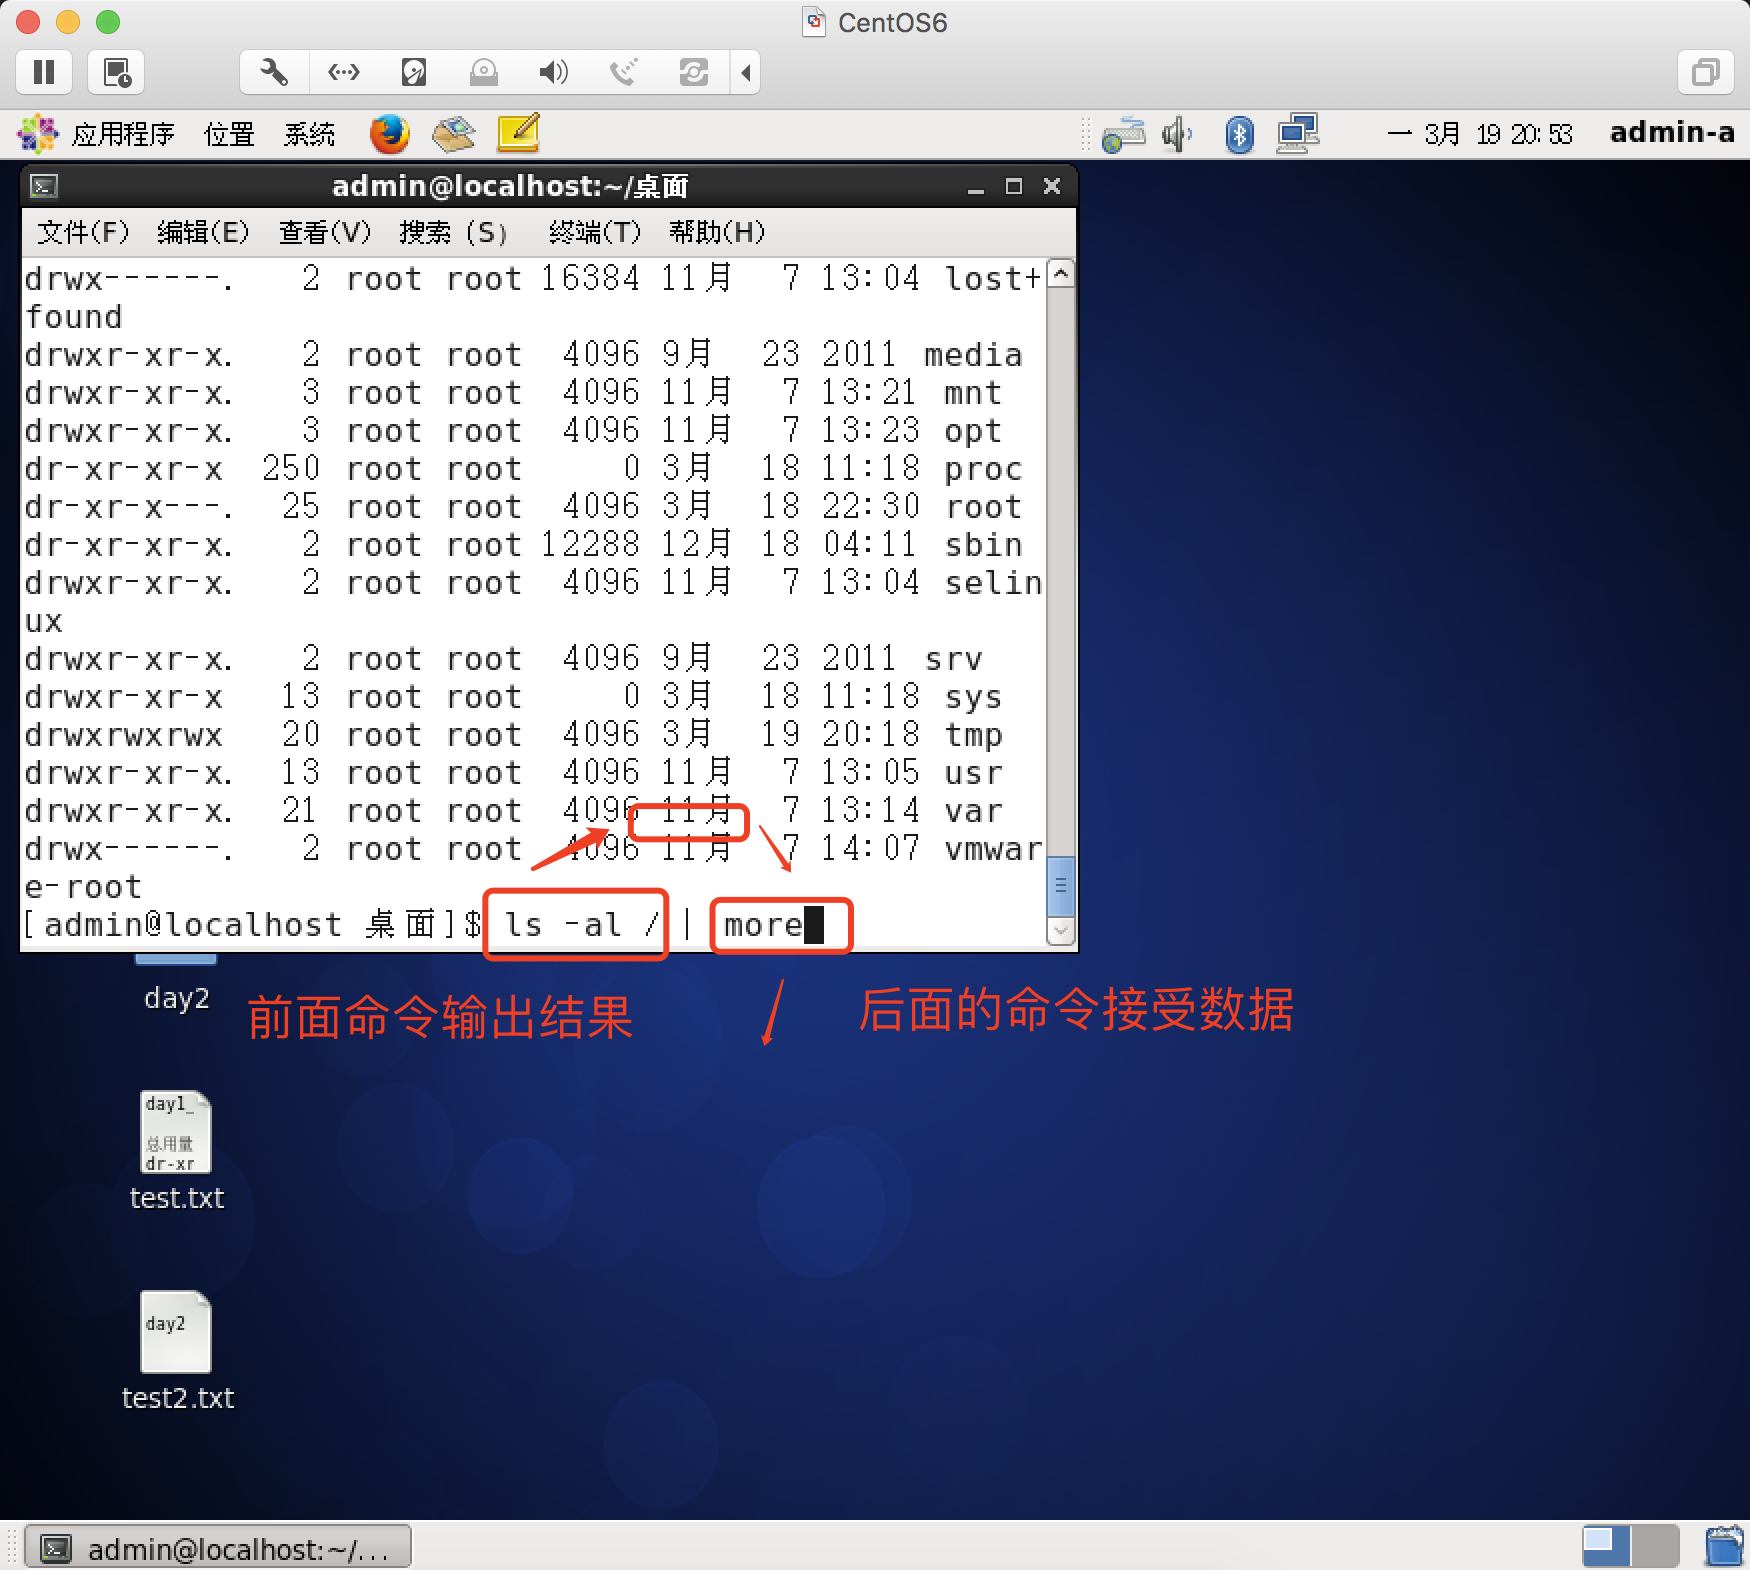 CentOS6
应用程序 位置 系统 一 3月 19 20:53 admin-a
admin@localhost:~/桌面
文件(F) 编辑(E) 查看(V) 搜索 (S) 终端(T) 帮助(H)
drwx------. 2 root root 16384 11月 7 13:04 lost+
found
drwxr-xr-x. 2 root root 4096 9月 23 2011 media
drwxr-xr-x. 3 root root 4096 11月 7 13:21 mnt
drwxr-xr-x. 3 root root 4096 11月 7 13:23 opt
dr-xr-xr-x 250 root root 0 3月 18 11:18 proc
dr-xr-x---. 25 root root 4096 3月 18 22:30 root
dr-xr-xr-x. 2 root root 12288 12月 18 04:11 sbin
drwxr-xr-x. 2 root root 4096 11月 7 13:04 selin
ux
drwxr-xr-x. 2 root root 4096 9月 23 2011 srv
drwxr-xr-x 13 root root 0 3月 18 11:18 sys
drwxrwxrwx 20 root root 4096 3月 19 20:18 tmp
drwxr-xr-x. 13 root root 4096 11月 7 13:05 usr
drwxr-xr-x. 21 root root 4096 11月 7 13:14 var
drwx------. 2 root root 4096 11月 7 14:07 vmwar
e-root
[admin@localhost 桌面]$ ls -al / | more
day2
前面命令输出结果
后面的命令接受数据
day1_
总用量
dr-xr
test.txt
day2
test2.txt
admin@localhost:~/...